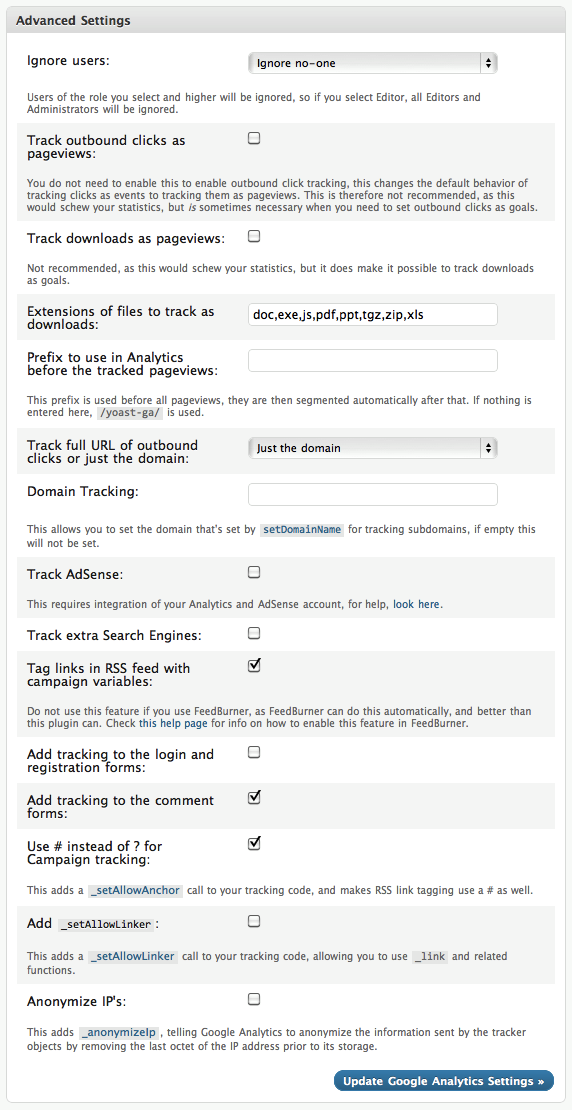 Advanced Settings
Ignore users:
Ignore no-one
Users of the role you select and higher will be ignored, so if you select Editor, all Editors and
Administrators will be ignored.
Track outbound clicks as
pageviews:
You do not need to enable this to enable outbound click tracking, this changes the default behavior of
tracking clicks as events to tracking them as pageviews. This is therefore not recommended, as this
would schew your statistics, but is sometimes necessary when you need to set outbound clicks as goals.
Track downloads as pageviews:
Not recommended, as this would schew your statistics, but it does make it possible to track downloads
as goals.
Extensions of files to track as
downloads:
doc,exe,js,pdf,ppt,tgz,zip,xls
Prefix to use in Analytics
before the tracked pageviews:
This prefix is used before all pageviews, they are then segmented automatically after that. If nothing is
entered here, /yoast-ga/ is used.
Track full URL of outbound
clicks or just the domain:
Just the domain
Domain Tracking:
This allows you to set the domain that's set by setDomainName for tracking subdomains, if empty this
will not be set.
Track AdSense:
This requires integration of your Analytics and AdSense account, for help, look here.
Track extra Search Engines:
Tag links in RSS feed with
campaign variables:
Do not use this feature if you use FeedBurner, as FeedBurner can do this automatically, and better than
this plugin can. Check this help page for info on how to enable this feature in FeedBurner.
Add tracking to the login and
registration forms:
Add tracking to the comment
forms:
Use # instead of ? for
Campaign tracking:
This adds a _setAllowAnchor call to your tracking code, and makes RSS link tagging use a # as well.
Add _setAllowLinker:
This adds a _setAllowLinker call to your tracking code, allowing you to use _link and related
functions.
Anonymize IP's:
This adds _anonymizeIp, telling Google Analytics to anonymize the information sent by the tracker
objects by removing the last octet of the IP address prior to its storage.
Update Google Analytics Settings »